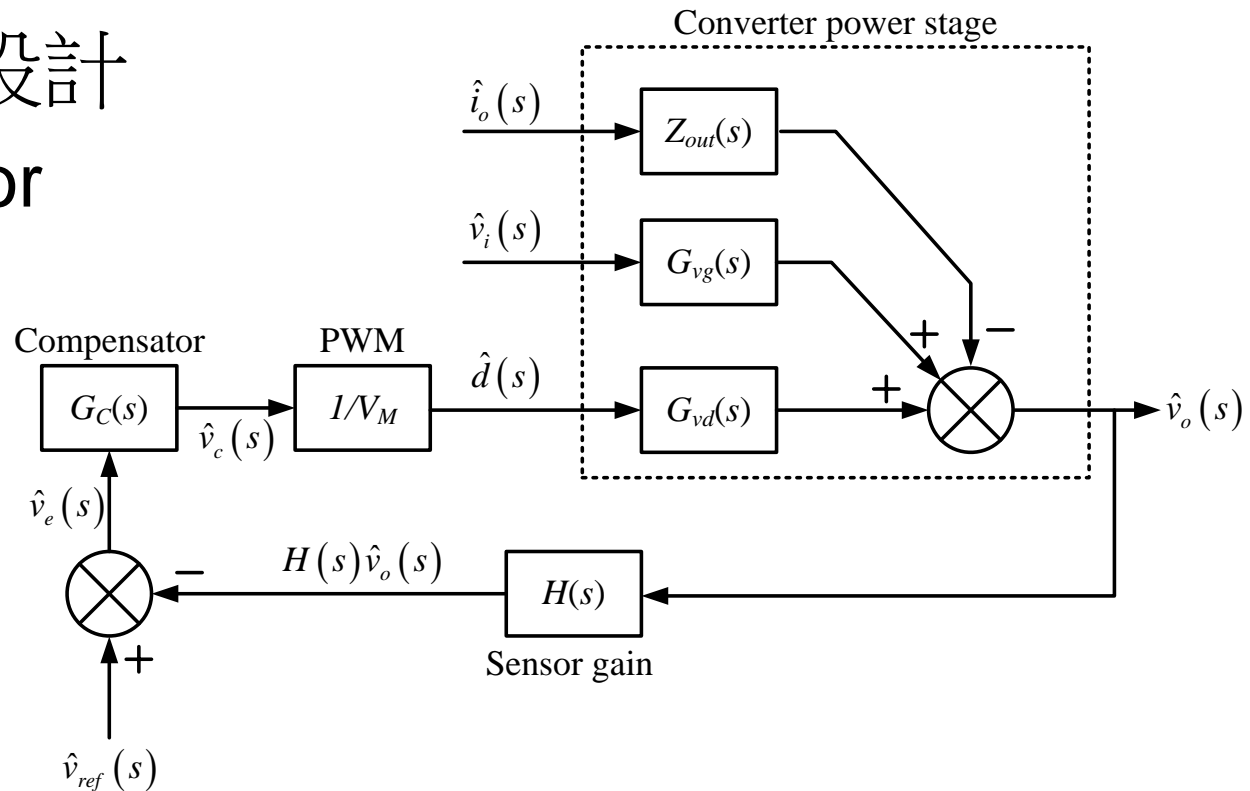 設計
or
Converter power stage
î_o(s)
Z_out(s)
v̂_i(s)
G_vg(s)
+
−
Compensator
PWM
d̂(s)
+
G_C(s)
v̂_c(s)
1/V_M
G_vd(s)
v̂_o(s)
v̂_e(s)
H(s)v̂_o(s)
−
H(s)
+
Sensor gain
v̂_ref(s)